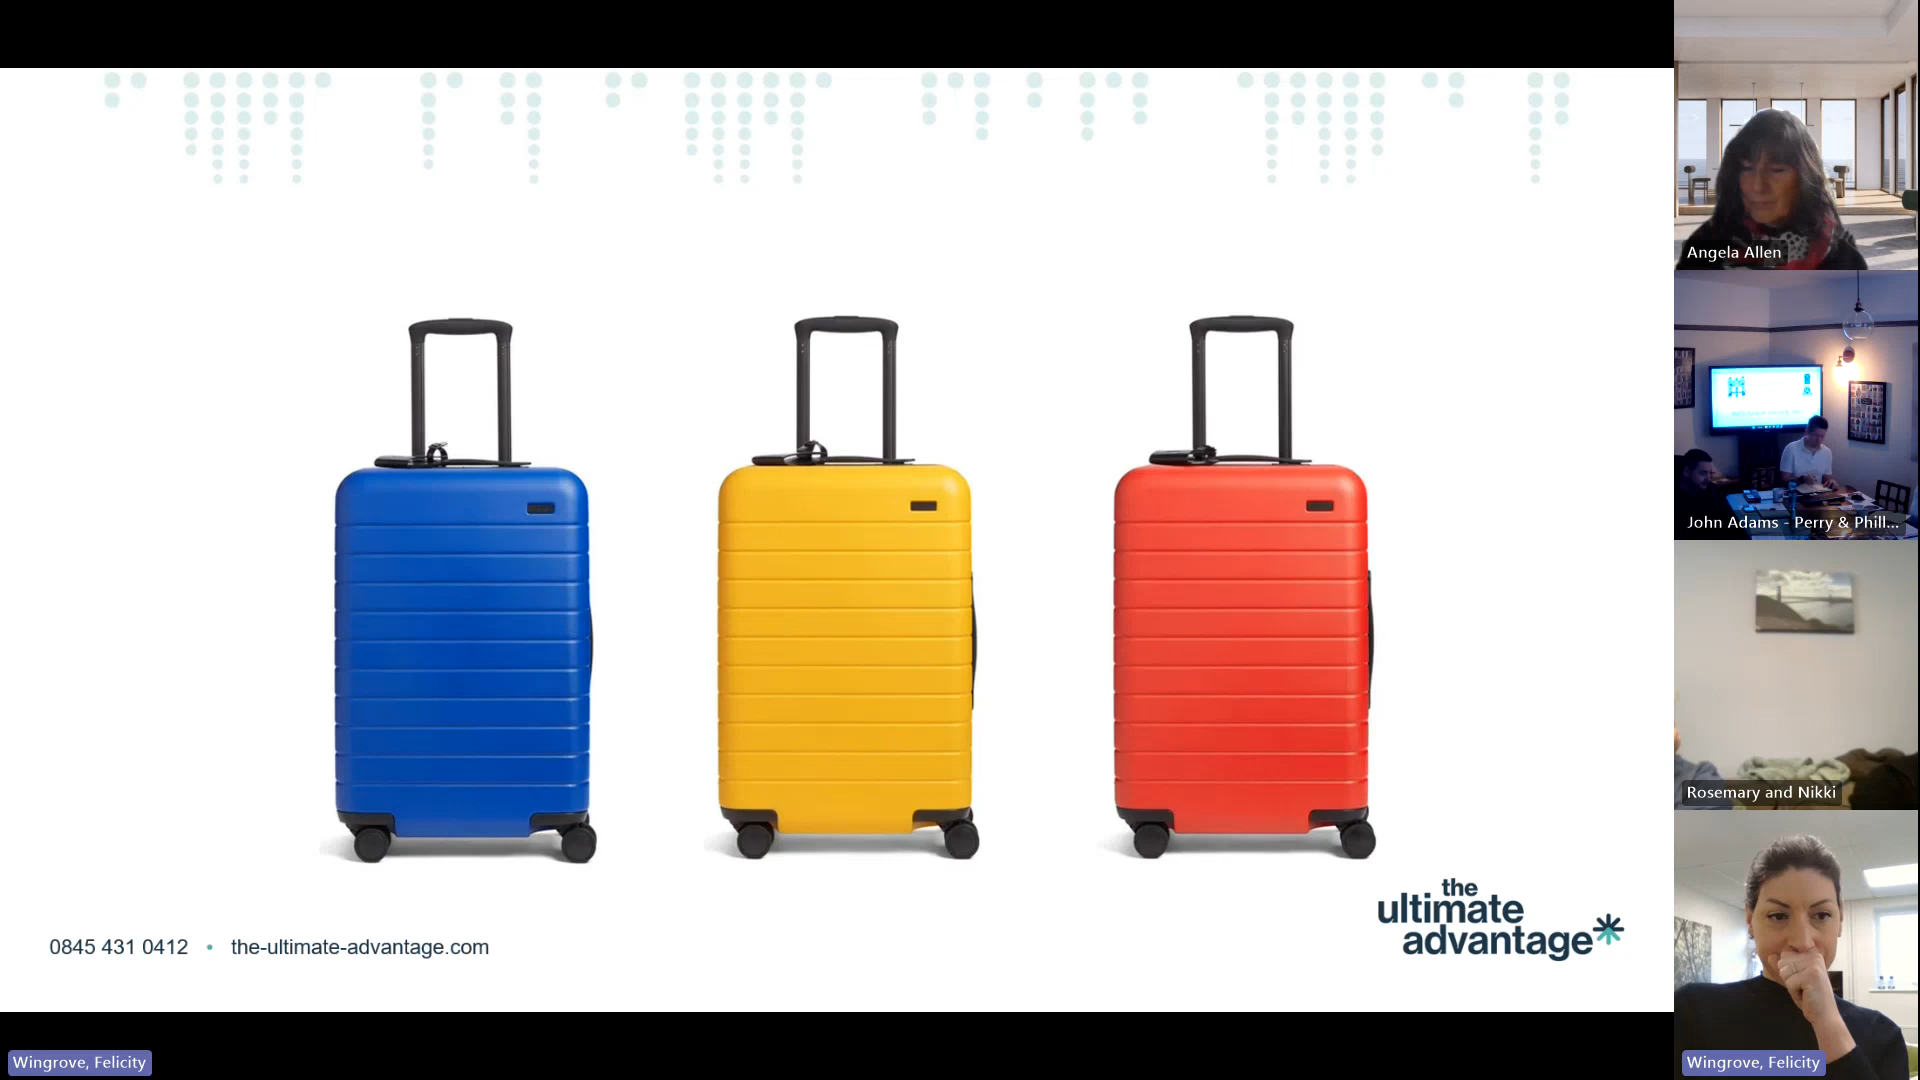 0845 431 0412 • the-ultimate-advantage.com
the
ultimate
advantage*
Wingrove, Felicity
Angela Allen
John Adams - Perry & Phill...
Rosemary and Nikki
Wingrove, Felicity